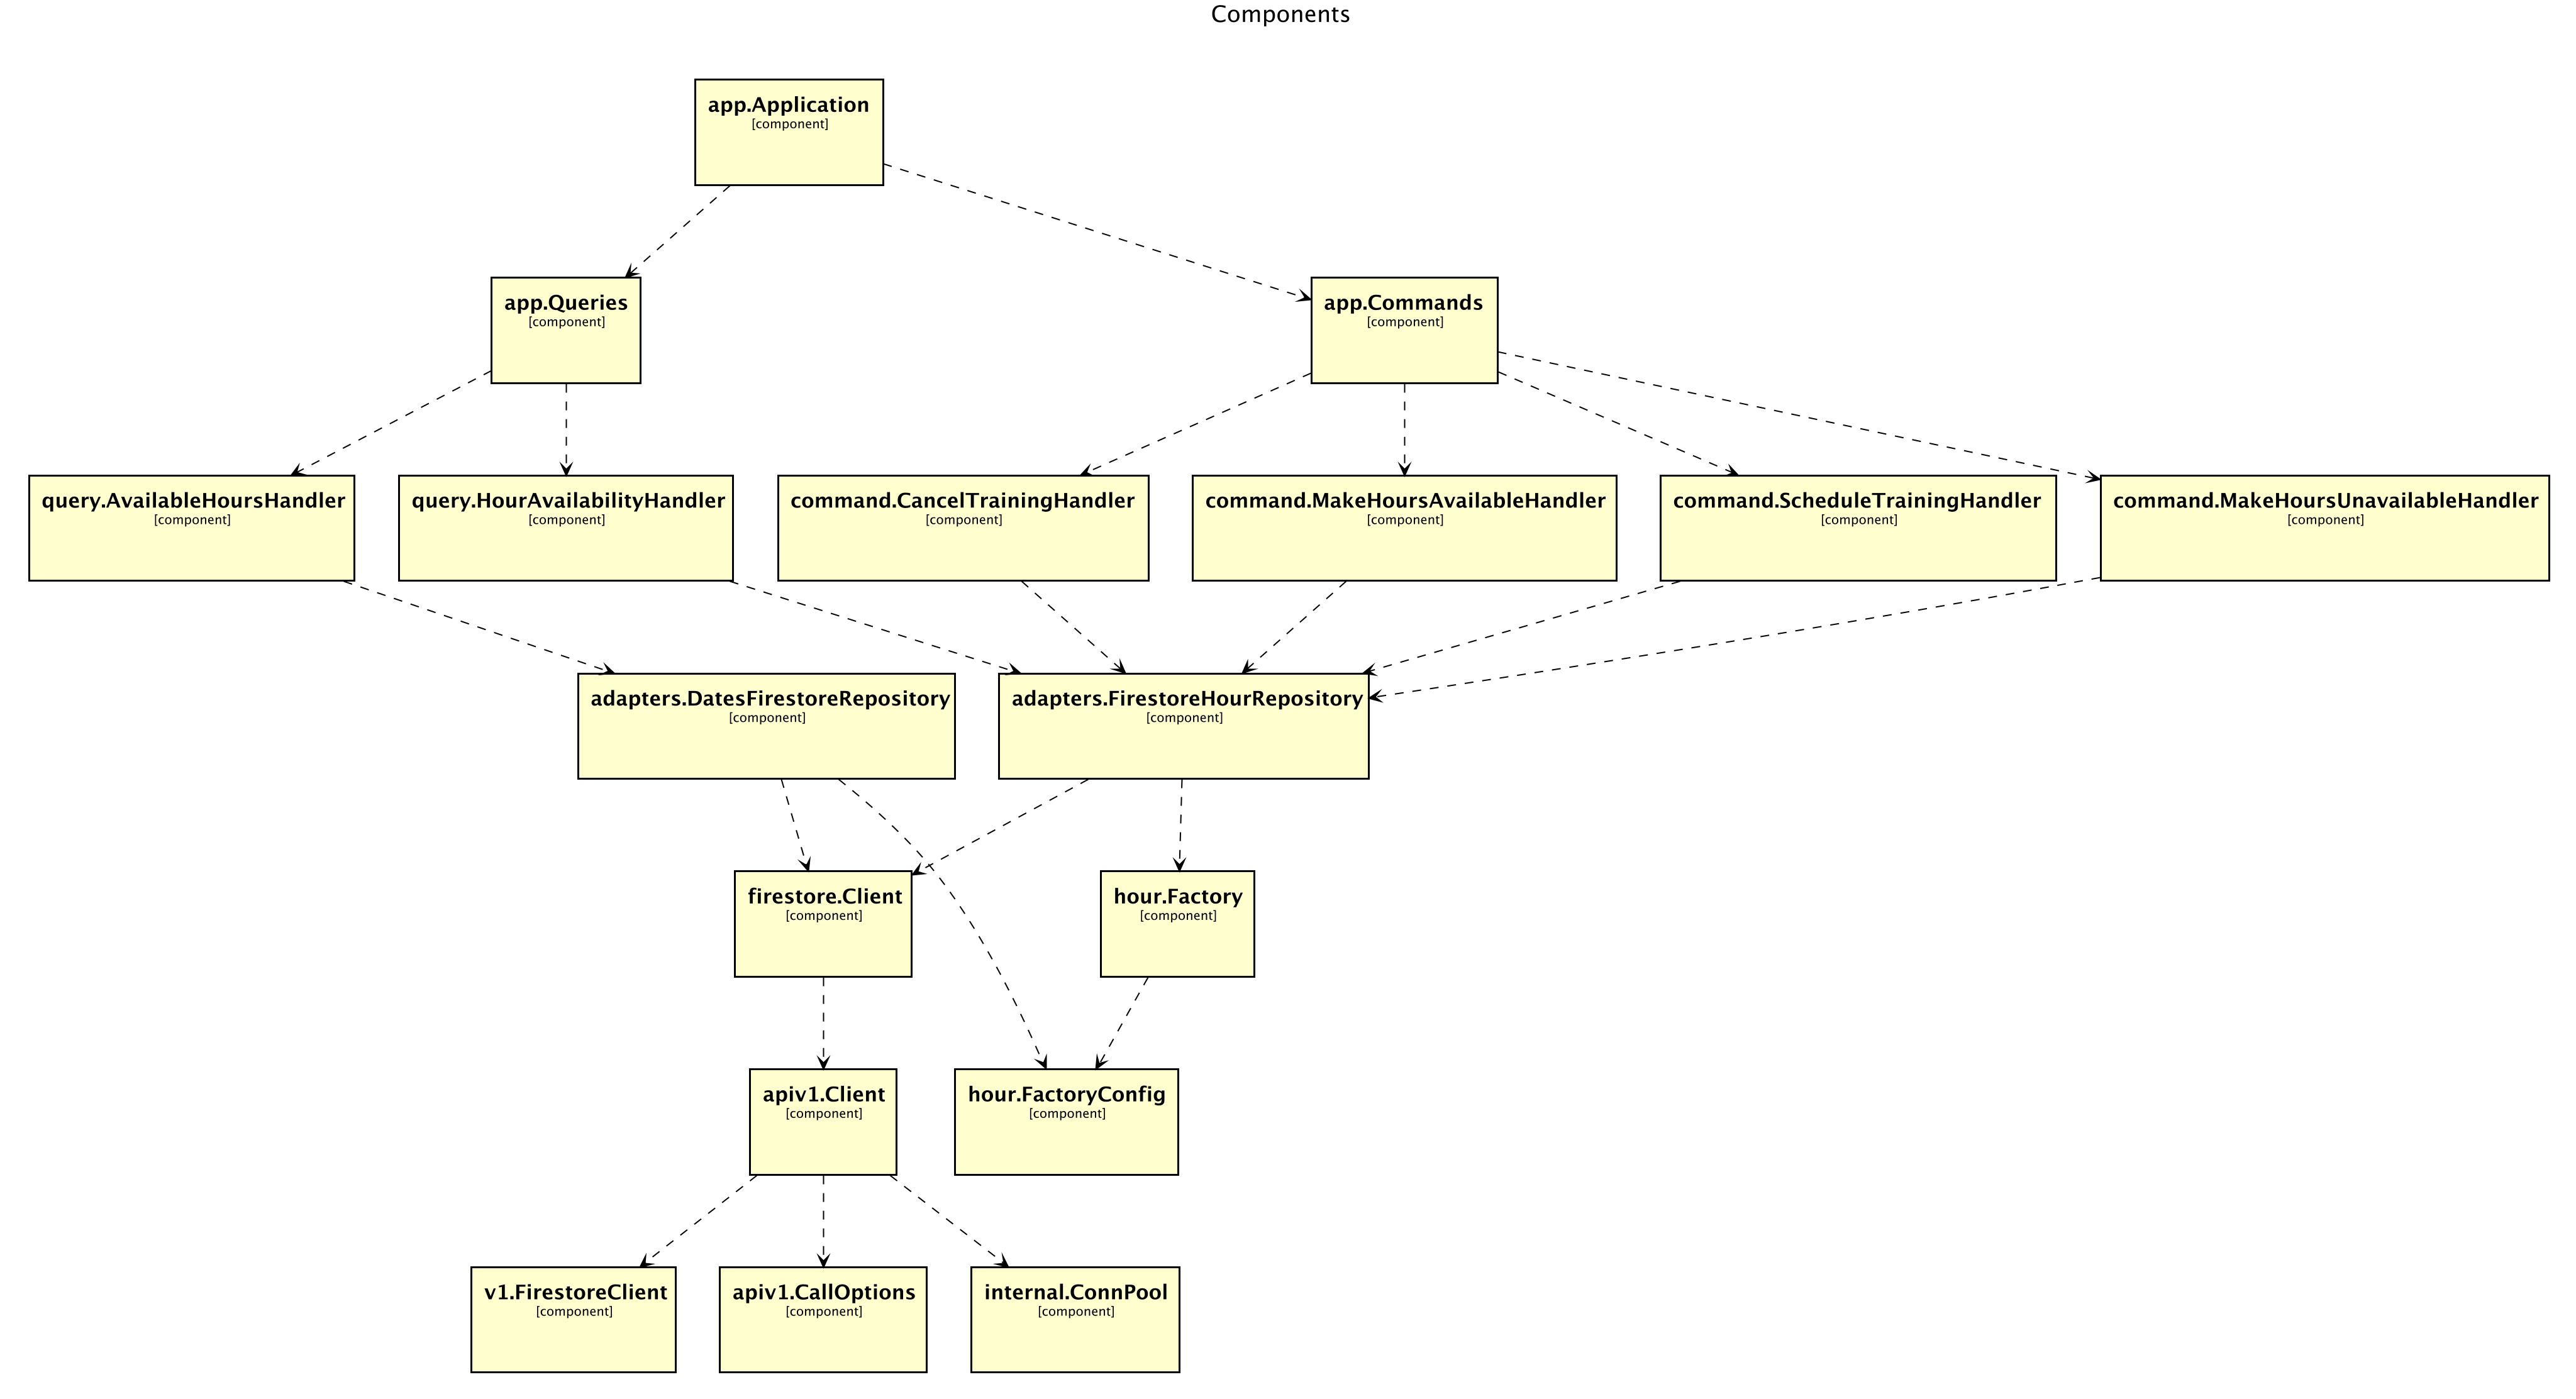 Components
app.Application
[component]
app.Queries
[component]
app.Commands
[component]
query.AvailableHoursHandler
[component]
query.HourAvailabilityHandler
[component]
command.CancelTrainingHandler
[component]
command.MakeHoursAvailableHandler
[component]
command.ScheduleTrainingHandler
[component]
command.MakeHoursUnavailableHandler
[component]
adapters.DatesFirestoreRepository
[component]
adapters.FirestoreHourRepository
[component]
firestore.Client
[component]
hour.Factory
[component]
apiv1.Client
[component]
hour.FactoryConfig
[component]
v1.FirestoreClient
[component]
apiv1.CallOptions
[component]
internal.ConnPool
[component]